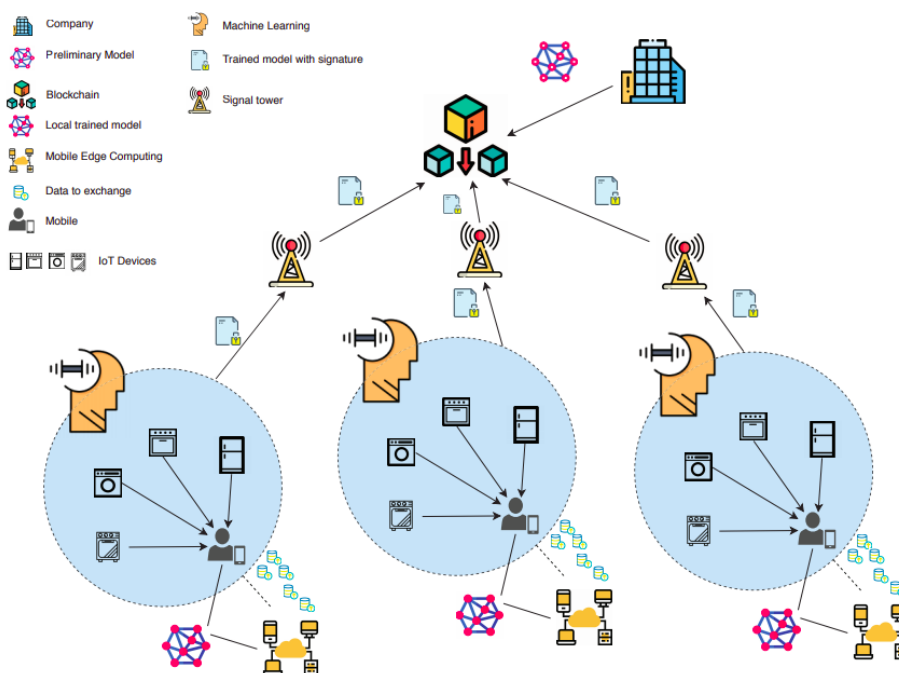 Company
Preliminary Model
Blockchain
Local trained model
Mobile Edge Computing
Data to exchange
Mobile
IoT Devices
Machine Learning
Trained model with signature
Signal tower